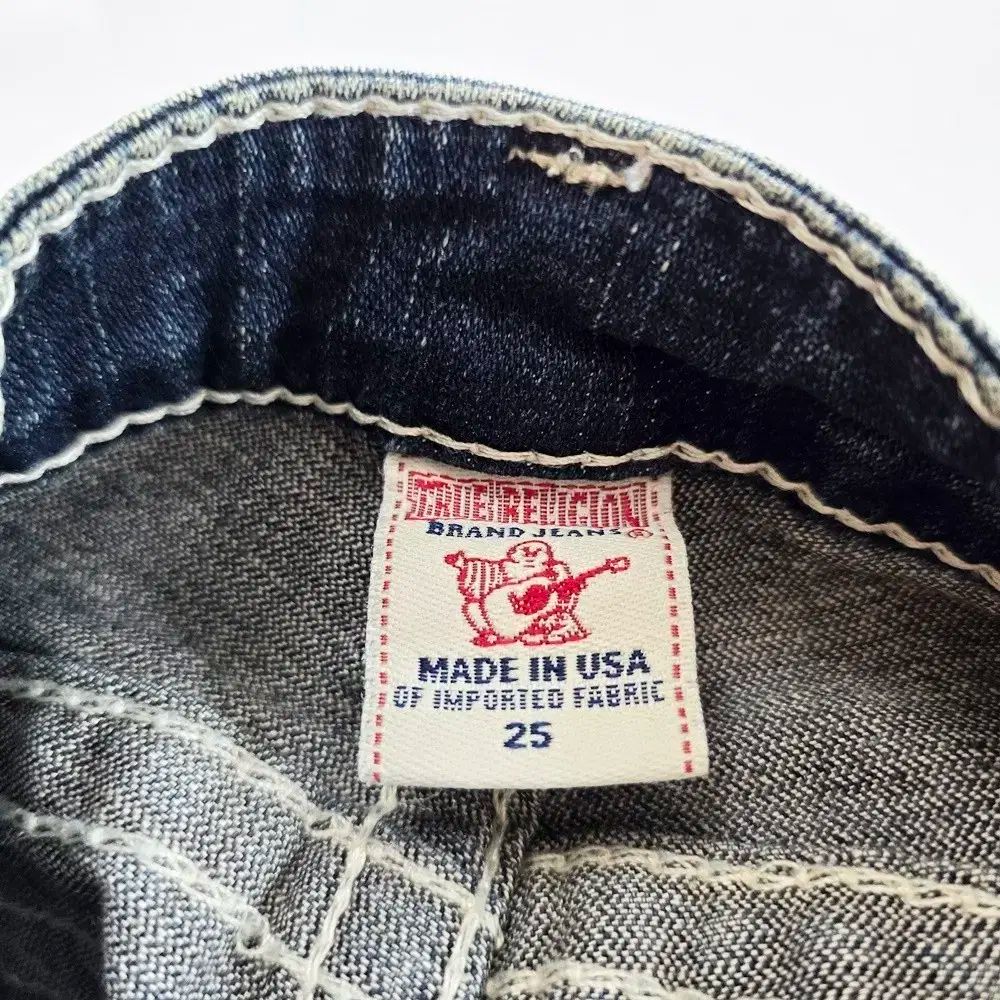 TRUE RELIGION
BRAND JEANS®
MADE IN USA
OF IMPORTED FABRIC
25